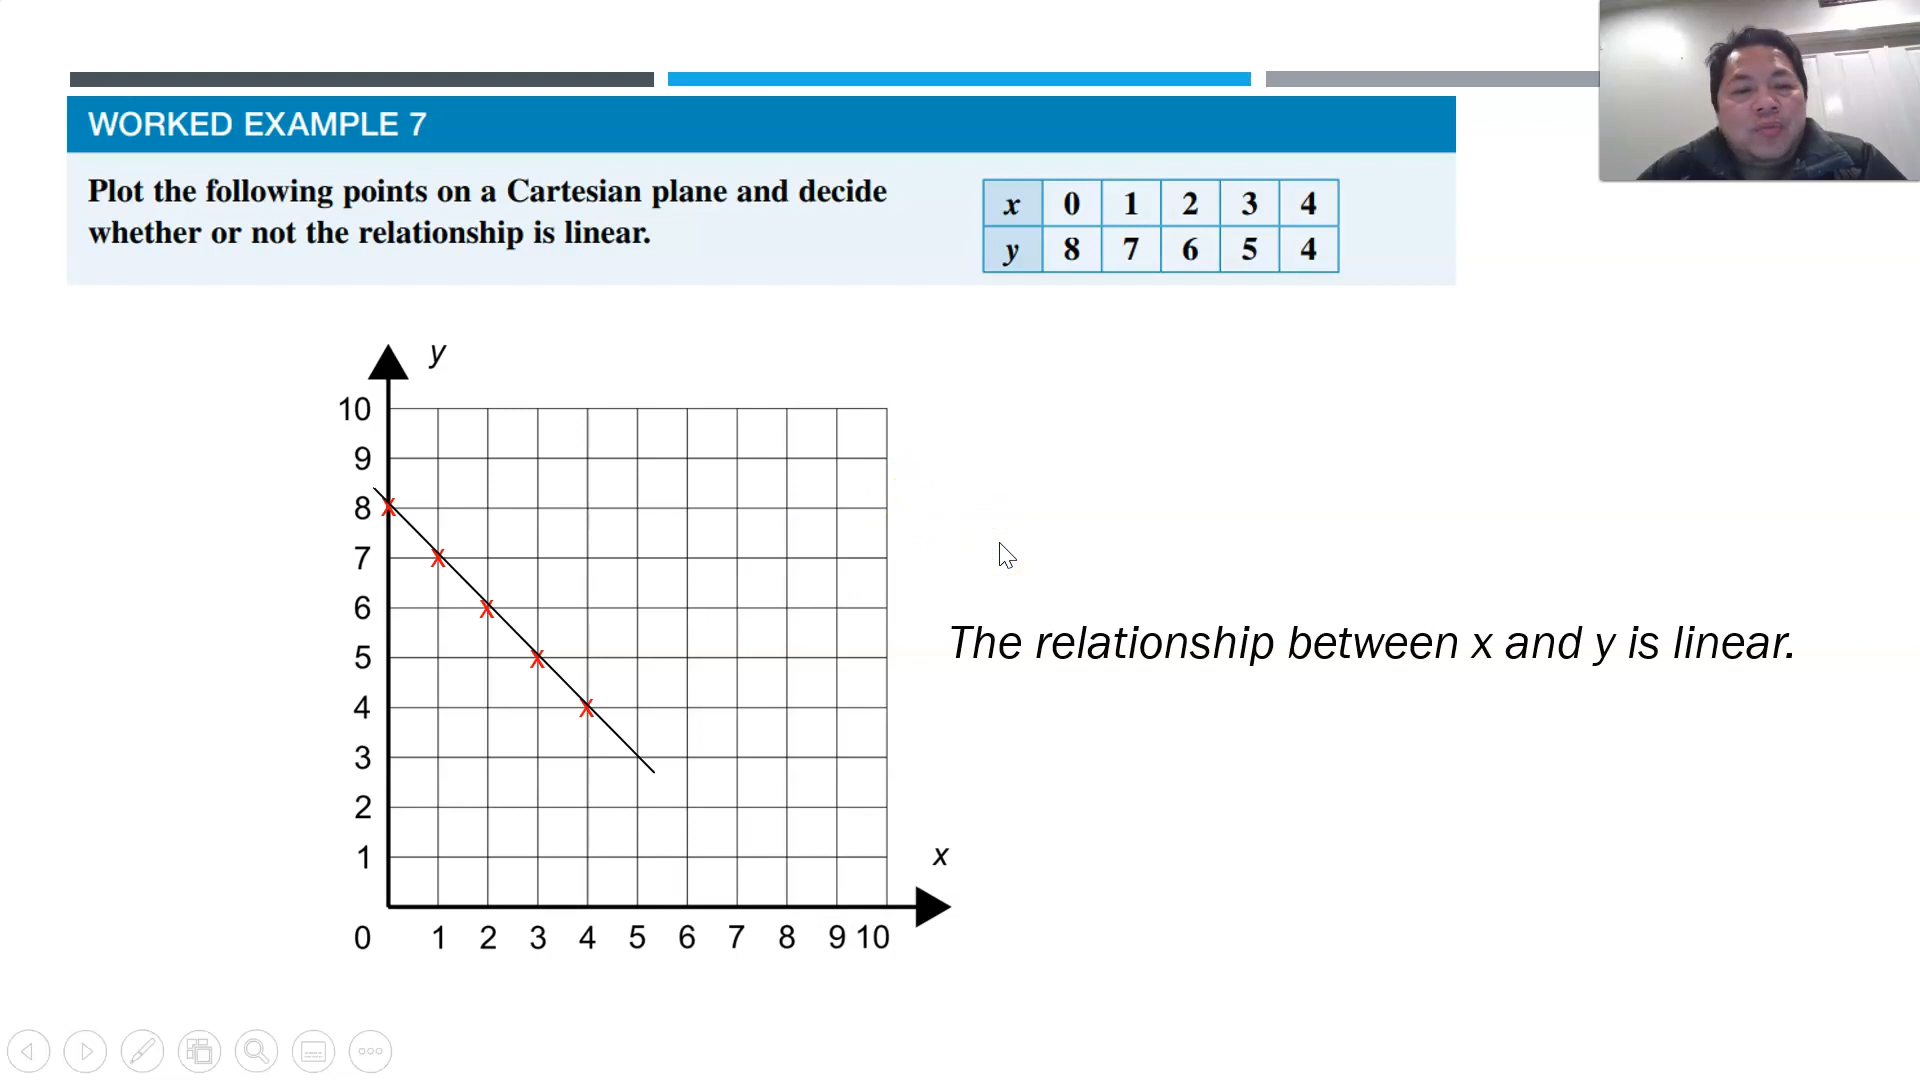 WORKED EXAMPLE 7
Plot the following points on a Cartesian plane and decide
whether or not the relationship is linear.
x 0 1 2 3 4
y 8 7 6 5 4
y
10
9
8
7
6
5
4
3
2
1
x
0 1 2 3 4 5 6 7 8 9 10
The relationship between x and y is linear.